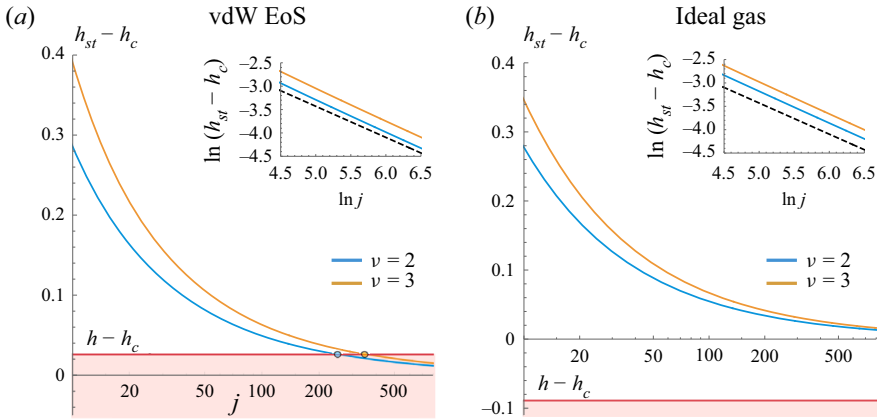 (a) vdW EoS
h_st – h_c
0.4
0.3
0.2
0.1
0
ln (h_st – h_c)
–2.5
–3.0
–3.5
–4.0
–4.5
4.5 5.0 5.5 6.0 6.5
ln j
ν = 2
ν = 3
h – h_c
20 50 100 200 500
j
(b) Ideal gas
h_st – h_c
0.4
0.3
0.2
0.1
0
–0.1
ln (h_st – h_c)
–2.5
–3.0
–3.5
–4.0
–4.5
4.5 5.0 5.5 6.0 6.5
ln j
ν = 2
ν = 3
20 50 100 200 500
h – h_c